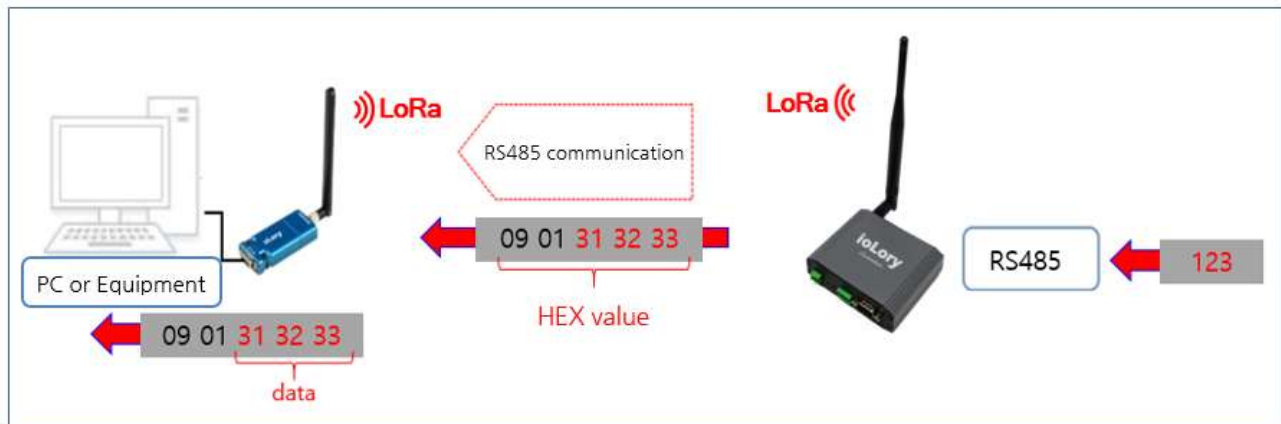 LoRa
LoRa
RS485 communication
09 01 31 32 33
HEX value
ioLory
RS485
123
ioLory
PC or Equipment
09 01 31 32 33
data